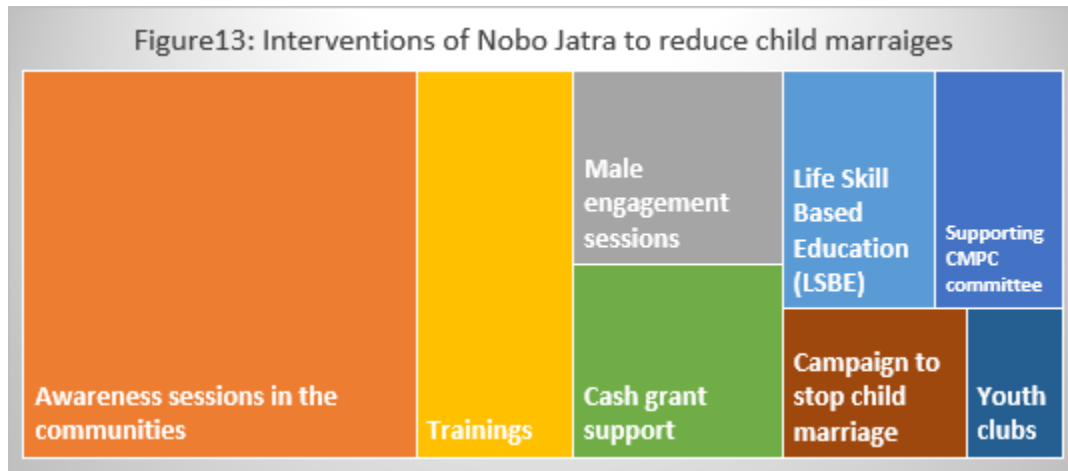 Figure13: Interventions of Nobo Jatra to reduce child marraiges
Awareness sessions in the
communities
Trainings
Male
engagement
sessions
Cash grant
support
Life Skill
Based
Education
(LSBE)
Supporting
CMPC
committee
Campaign to
stop child
marriage
Youth
clubs